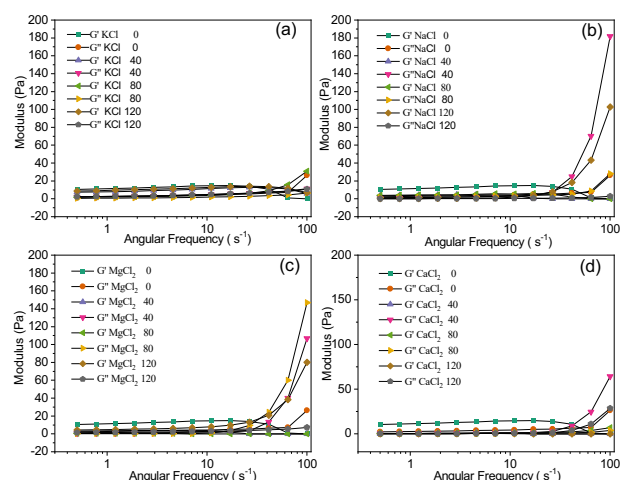 (a)
200
180
160
140
120
100
80
60
40
20
0
-20
Modulus (Pa)
G' KCl 0
G'' KCl 0
G' KCl 40
G'' KCl 40
G' KCl 80
G'' KCl 80
G' KCl 120
G'' KCl 120
1 10 100
Angular Frequency ( s⁻¹)
(b)
200
180
160
140
120
100
80
60
40
20
0
-20
Modulus (Pa)
G' NaCl 0
G''NaCl 0
G' NaCl 40
G''NaCl 40
G' NaCl 80
G''NaCl 80
G' NaCl 120
G''NaCl 120
1 10 100
Angular Frequency ( s⁻¹)
(c)
200
180
160
140
120
100
80
60
40
20
0
-20
Modulus (Pa)
G' MgCl₂ 0
G'' MgCl₂ 0
G' MgCl₂ 40
G'' MgCl₂ 40
G' MgCl₂ 80
G'' MgCl₂ 80
G' MgCl₂ 120
G'' MgCl₂ 120
1 10 100
Angular Frequency ( s⁻¹)
(d)
200
150
100
50
0
Modulus (Pa)
G' CaCl₂ 0
G'' CaCl₂ 0
G' CaCl₂ 40
G'' CaCl₂ 40
G' CaCl₂ 80
G'' CaCl₂ 80
G' CaCl₂ 120
G'' CaCl₂ 120
1 10 100
Angular Frequency ( s⁻¹)